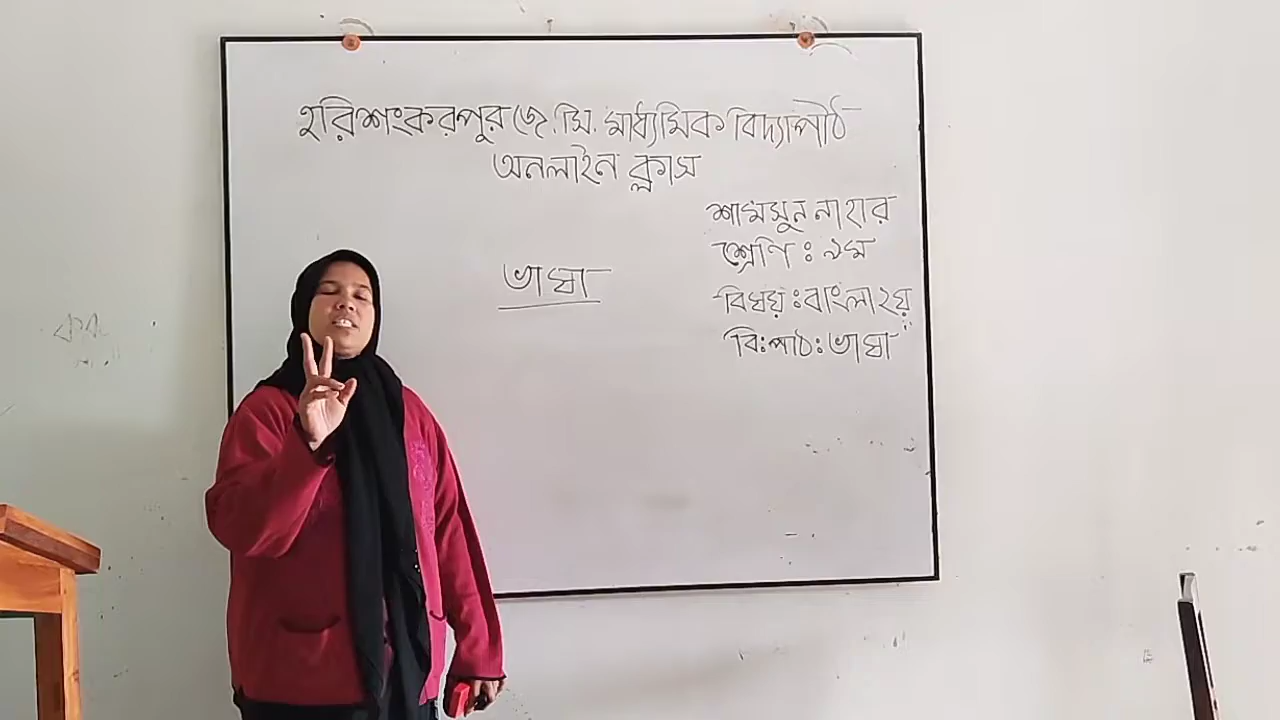 হরিশংকরপুর জে.সি. মাধ্যমিক বিদ্যাপীঠ
অনলাইন ক্লাস
শামসুন নাহার
শ্রেণি : ৯ম
বিষয় : বাংলা ২য়
বি:পাঠ : ভাষা
ভাষা